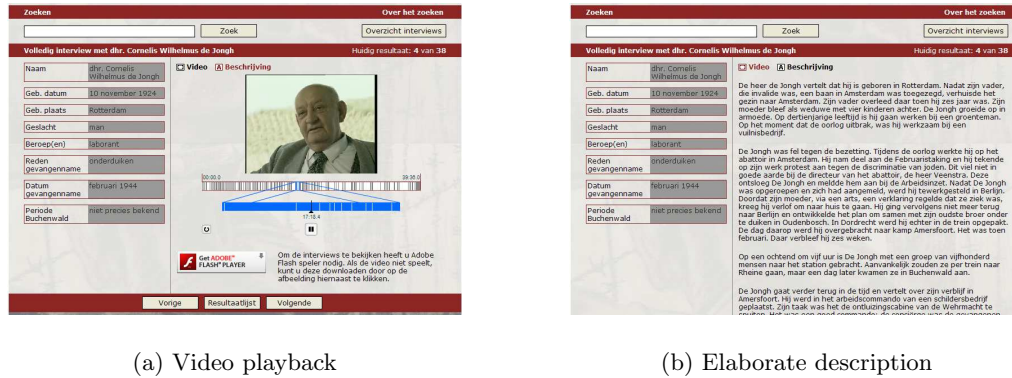 Zoeken
Over het zoeken
Zoek
Overzicht interviews
Volledig interview met dhr. Cornelis Wilhelmus de Jongh
Huidig resultaat: 4 van 38
Naam
dhr. Cornelis
Wilhelmus de Jongh
Geb. datum
10 november 1924
Geb. plaats
Rotterdam
Geslacht
man
Beroep(en)
laborant
Reden
gevangenname
onderduiken
Datum
gevangenname
februari 1944
Periode
Buchenwald
niet precies bekend
Video
A Beschrijving
00:00.0
39:36.0
17:18.4
Get ADOBE®
FLASH® PLAYER
Om de interviews te bekijken heeft u Adobe
Flash speler nodig. Als de video niet speelt,
kunt u deze downloaden door op de
afbeelding hiernaast te klikken.
Vorige
Resultaatlijst
Volgende
(a) Video playback
Zoeken
Over het zoeken
Zoek
Overzicht interviews
Volledig interview met dhr. Cornelis Wilhelmus de Jongh
Huidig resultaat: 4 van 38
Naam
dhr. Cornelis
Wilhelmus de Jongh
Geb. datum
10 november 1924
Geb. plaats
Rotterdam
Geslacht
man
Beroep(en)
laborant
Reden
gevangenname
onderduiken
Datum
gevangenname
februari 1944
Periode
Buchenwald
niet precies bekend
Video
A Beschrijving
De heer de Jongh vertelt dat hij is geboren in Rotterdam. Nadat zijn vader,
die invalide was, een baan in Amsterdam was toegezegd, verhuisde het
gezin naar Amsterdam. Zijn vader overleed daar toen hij zes jaar was. Zijn
moeder bleef als weduwe met vier kinderen achter. De Jongh groeide op in
armoede. Op dertienjarige leeftijd is hij gaan werken bij een groenteman.
Op het moment dat de oorlog uitbrak, was hij werkzaam bij een
vuilnisbedrijf.
De Jongh was fel tegen de bezetting. Tijdens de oorlog werkte hij op het
abattoir in Amsterdam. Hij nam deel aan de Februaristaking en hij tekende
op zijn werk protest aan tegen de discriminatie van joden. Dit viel niet in
goede aarde bij de directeur van het abattoir, de heer Veenstra. Deze
ontsloeg De Jongh en meldde hem aan bij de Arbeidsinzet. Nadat De Jongh
was opgeroepen en zich had aangemeld, werd hij tewerkgesteld in Berlijn.
Doordat zijn moeder, via een arts, een verklaring regelde dat ze ziek was,
kreeg hij verlof om naar huis te gaan. Hij ging vervolgens niet meer terug
naar Berlijn en ontwikkelde het plan om samen met zijn oudste broer onder
te duiken in Oudenbosch. In Dordrecht werd hij echter in de trein opgepakt.
De dag daarop werd hij overgebracht naar kamp Amersfoort. Het was toen
februari. Daar verbleef hij zes weken.
Op een ochtend om vijf uur is De Jongh met een groep van vijfhonderd
mensen naar het station gebracht. Aanvankelijk zouden ze per trein naar
Rheine gaan, maar een dag later kwamen ze in Buchenwald aan.
De Jongh gaat verder terug in de tijd en vertelt over zijn verblijf in
Amersfoort. Hij werd in het arbeidscommando van een schildersbedrijf
geplaatst. Zijn taak was het de ontluizingscabine van de Wehrmacht te
(b) Elaborate description